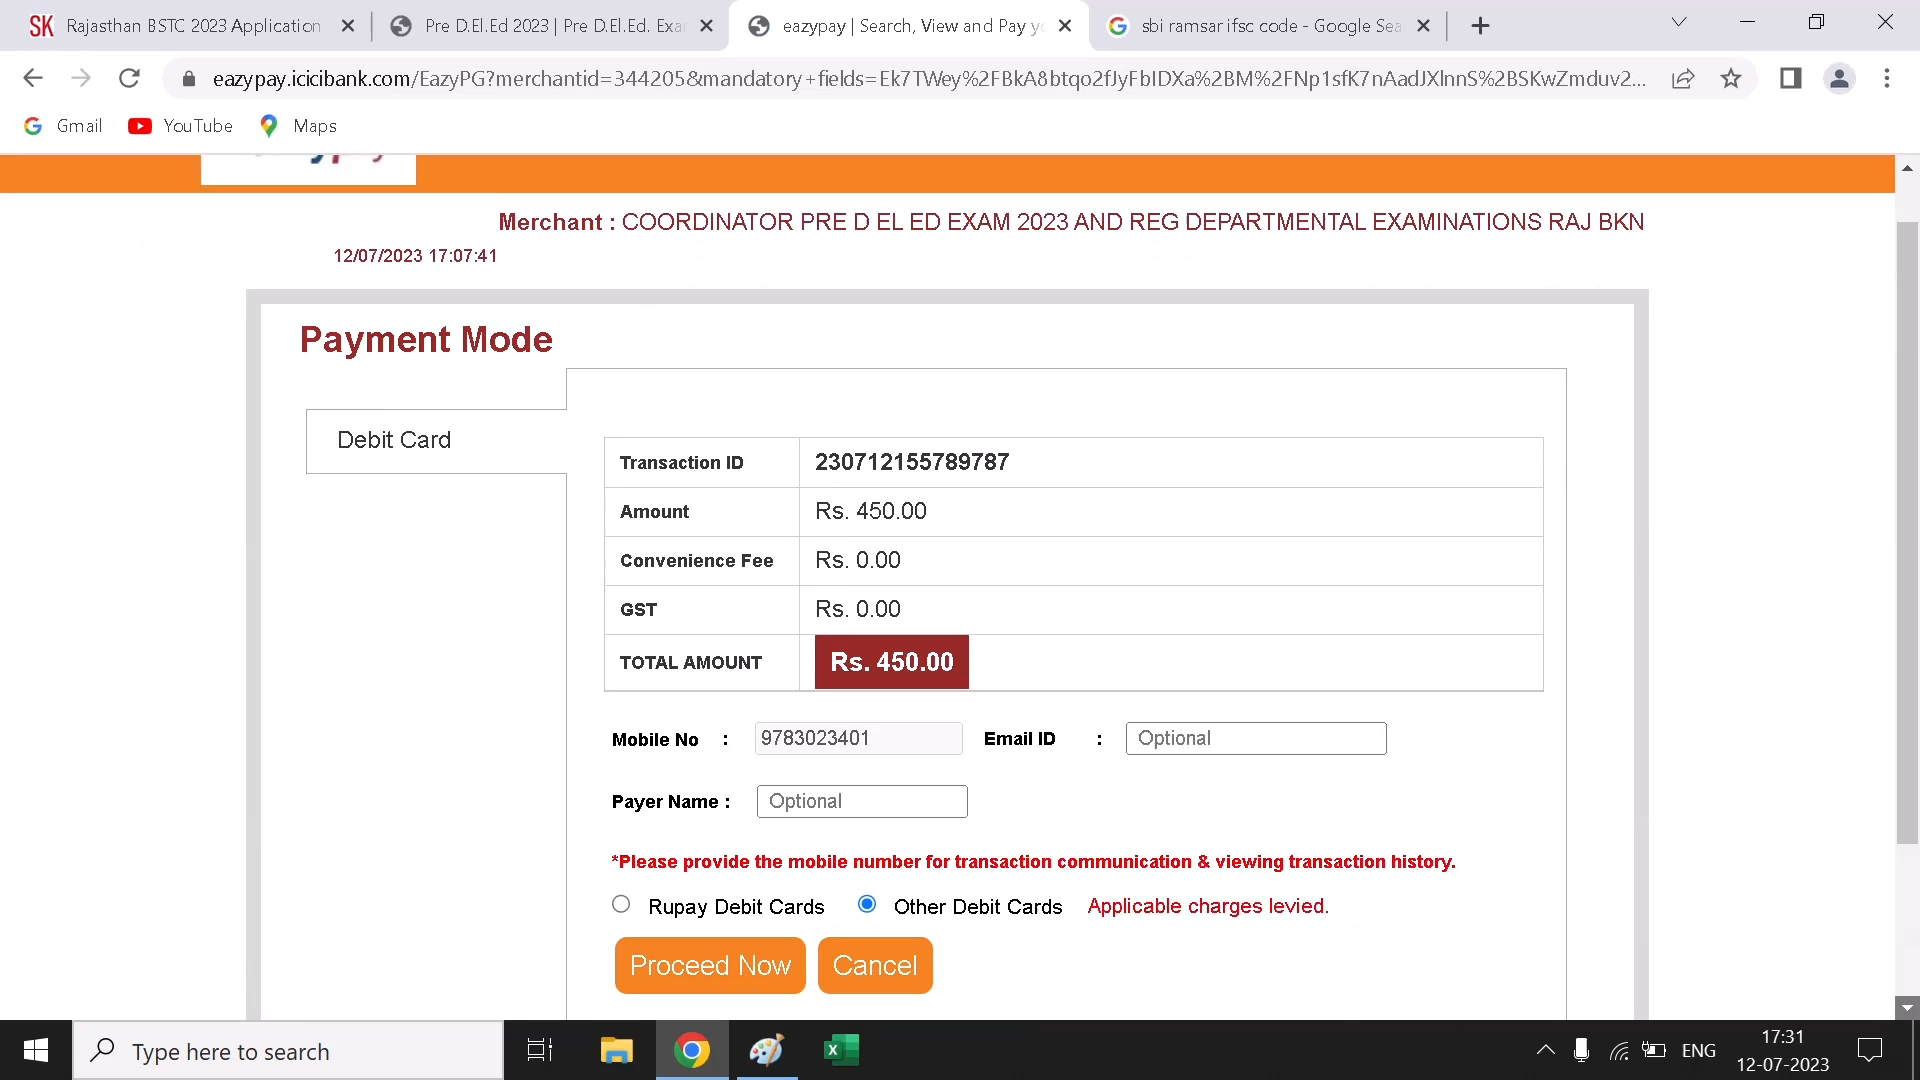 SK Rajasthan BSTC 2023 Application
Pre D.El.Ed 2023 | Pre D.El.Ed. Exa
eazypay | Search, View and Pay yo
sbi ramsar ifsc code - Google Sea
eazypay.icicibank.com/EazyPG?merchantid=344205&mandatory+fields=Ek7TWey%2FBkA8btqo2fJyFbIDXa%2BM%2FNp1sfK7nAadJXlnnS%2BSKwZmduv2...
Gmail YouTube Maps
Merchant : COORDINATOR PRE D EL ED EXAM 2023 AND REG DEPARTMENTAL EXAMINATIONS RAJ BKN
12/07/2023 17:07:41
Payment Mode
Debit Card
Transaction ID 230712155789787
Amount Rs. 450.00
Convenience Fee Rs. 0.00
GST Rs. 0.00
TOTAL AMOUNT Rs. 450.00
Mobile No : 9783023401 Email ID : Optional
Payer Name : Optional
*Please provide the mobile number for transaction communication & viewing transaction history.
Rupay Debit Cards Other Debit Cards Applicable charges levied.
Proceed Now Cancel
Type here to search
ENG
17:31
12-07-2023